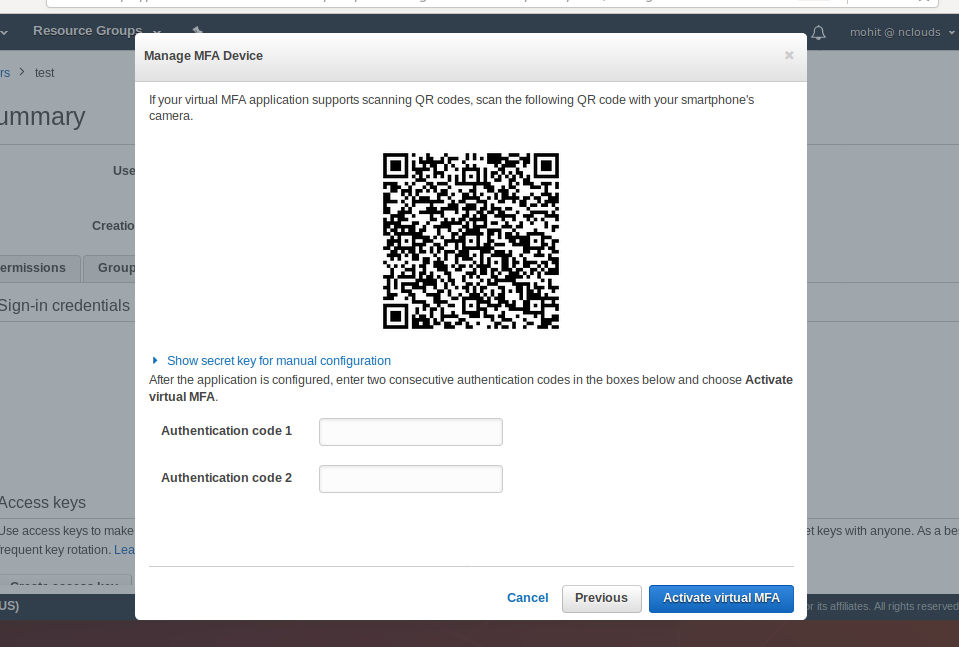 Resource Groups
mohit @ nclouds
Manage MFA Device
rs > test
If your virtual MFA application supports scanning QR codes, scan the following QR code with your smartphone's
camera.
ummary
Use
Creatio
ermissions
Group
Sign-in credentials
Show secret key for manual configuration
After the application is configured, enter two consecutive authentication codes in the boxes below and choose Activate
virtual MFA.
Authentication code 1
Authentication code 2
Access keys
Use access keys to make
et keys with anyone. As a be
frequent key rotation. Lea
Create access key
Cancel
Previous
Activate virtual MFA
US)
or its affiliates. All rights reserved